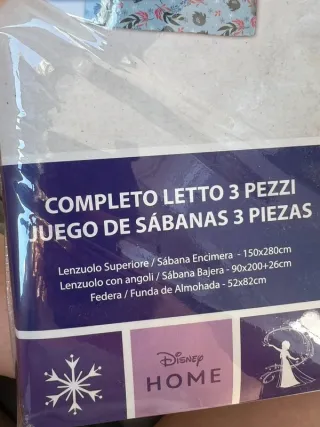 COMPLETO LETTO 3 PEZZI
JUEGO DE SÁBANAS 3 PIEZAS
Lenzuolo Superiore / Sábana Encimera - 150x280cm
Lenzuolo con angoli / Sábana Bajera - 90x200+26cm
Federa / Funda de Almohada - 52x82cm
Disney
HOME